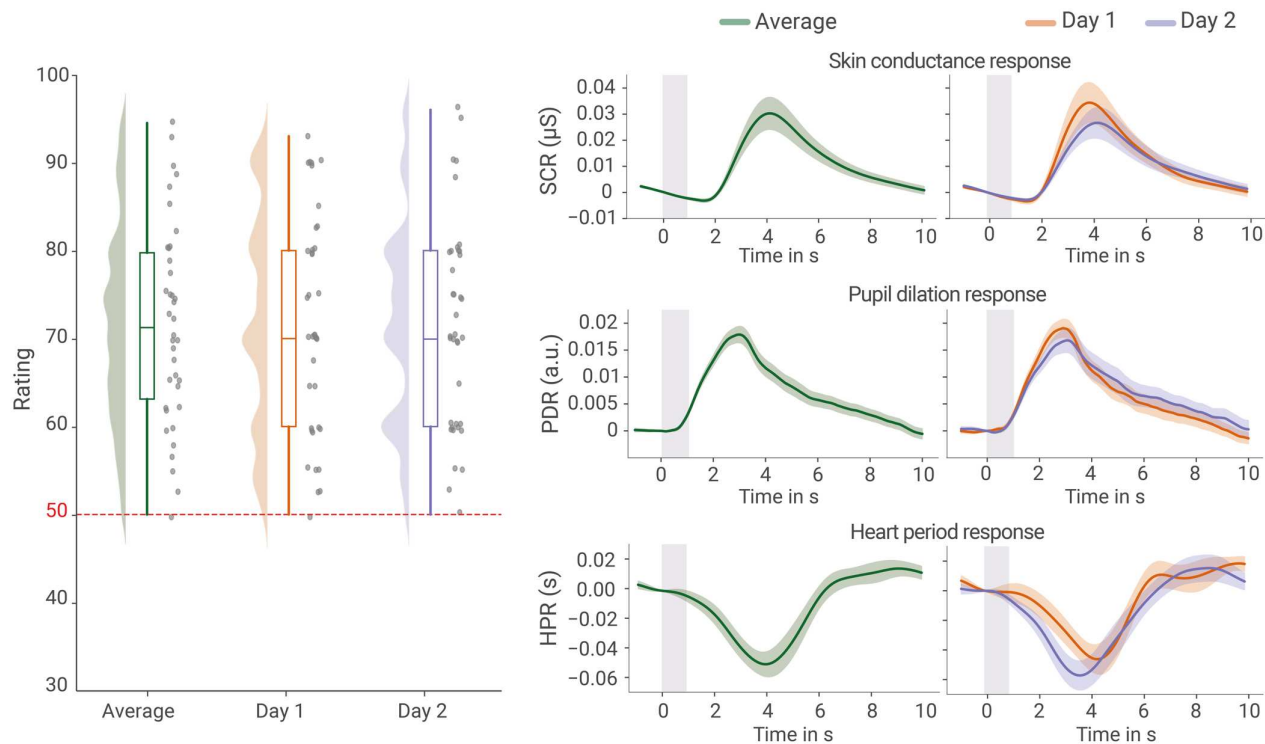 Average
Day 1
Day 2
Rating
100
90
80
70
60
50
40
30
Average
Day 1
Day 2
Skin conductance response
SCR (µS)
0.04
0.03
0.02
0.01
0
−0.01
0 2 4 6 8 10
Time in s
0 2 4 6 8 10
Time in s
Pupil dilation response
PDR (a.u.)
0.02
0.015
0.01
0.005
0
0 2 4 6 8 10
Time in s
0 2 4 6 8 10
Time in s
Heart period response
HPR (s)
0.02
0.00
−0.02
−0.04
−0.06
0 2 4 6 8 10
Time in s
0 2 4 6 8 10
Time in s